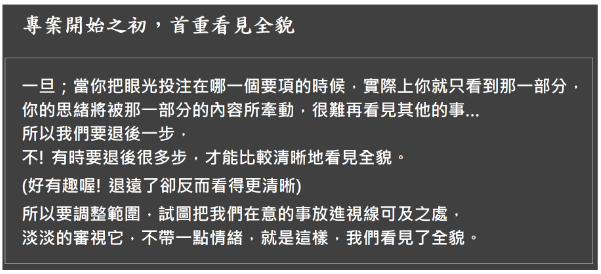 專案開始之初，首重看見全貌
一旦；當你把眼光投注在哪一個要項的時候，實際上你就只看到那一部分，
你的思緒將被那一部分的內容所牽動，很難再看見其他的事...
所以我們要退後一步，
不! 有時要退後很多步，才能比較清晰地看見全貌。
(好有趣喔! 退遠了卻反而看得更清晰)
所以要調整範圍，試圖把我們在意的事放進視線可及之處，
淡淡的審視它，不帶一點情緒，就是這樣，我們看見了全貌。